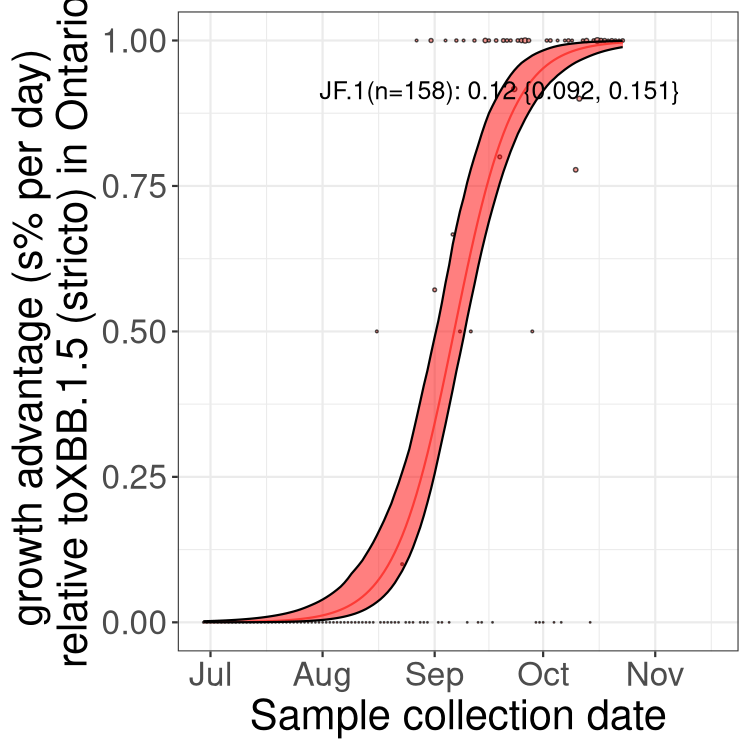 growth advantage (s% per day)
relative toXBB.1.5 (stricto) in Ontario
1.00
0.75
0.50
0.25
0.00
JF.1(n=158): 0.12 {0.092, 0.151}
Jul Aug Sep Oct Nov
Sample collection date